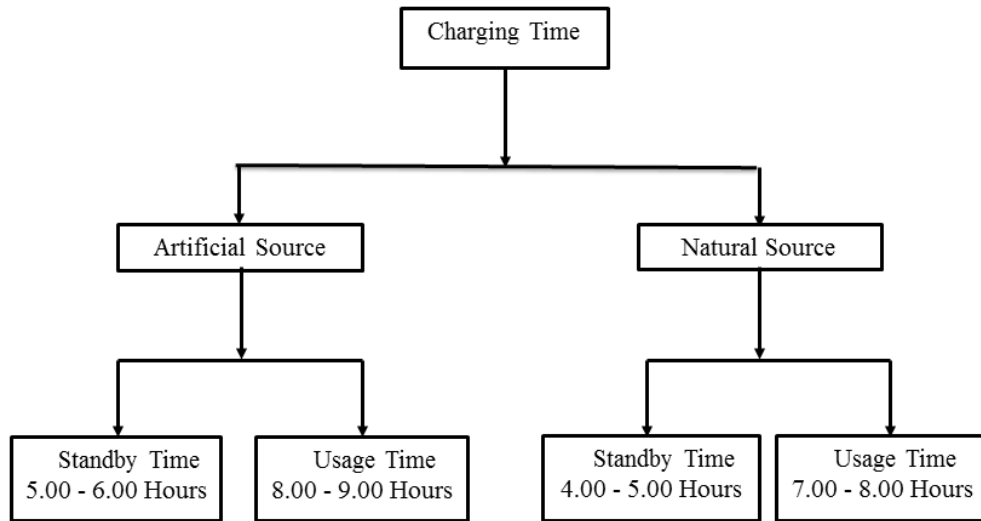 Charging Time
Artificial Source
Natural Source
Standby Time
5.00 - 6.00 Hours
Usage Time
8.00 - 9.00 Hours
Standby Time
4.00 - 5.00 Hours
Usage Time
7.00 - 8.00 Hours